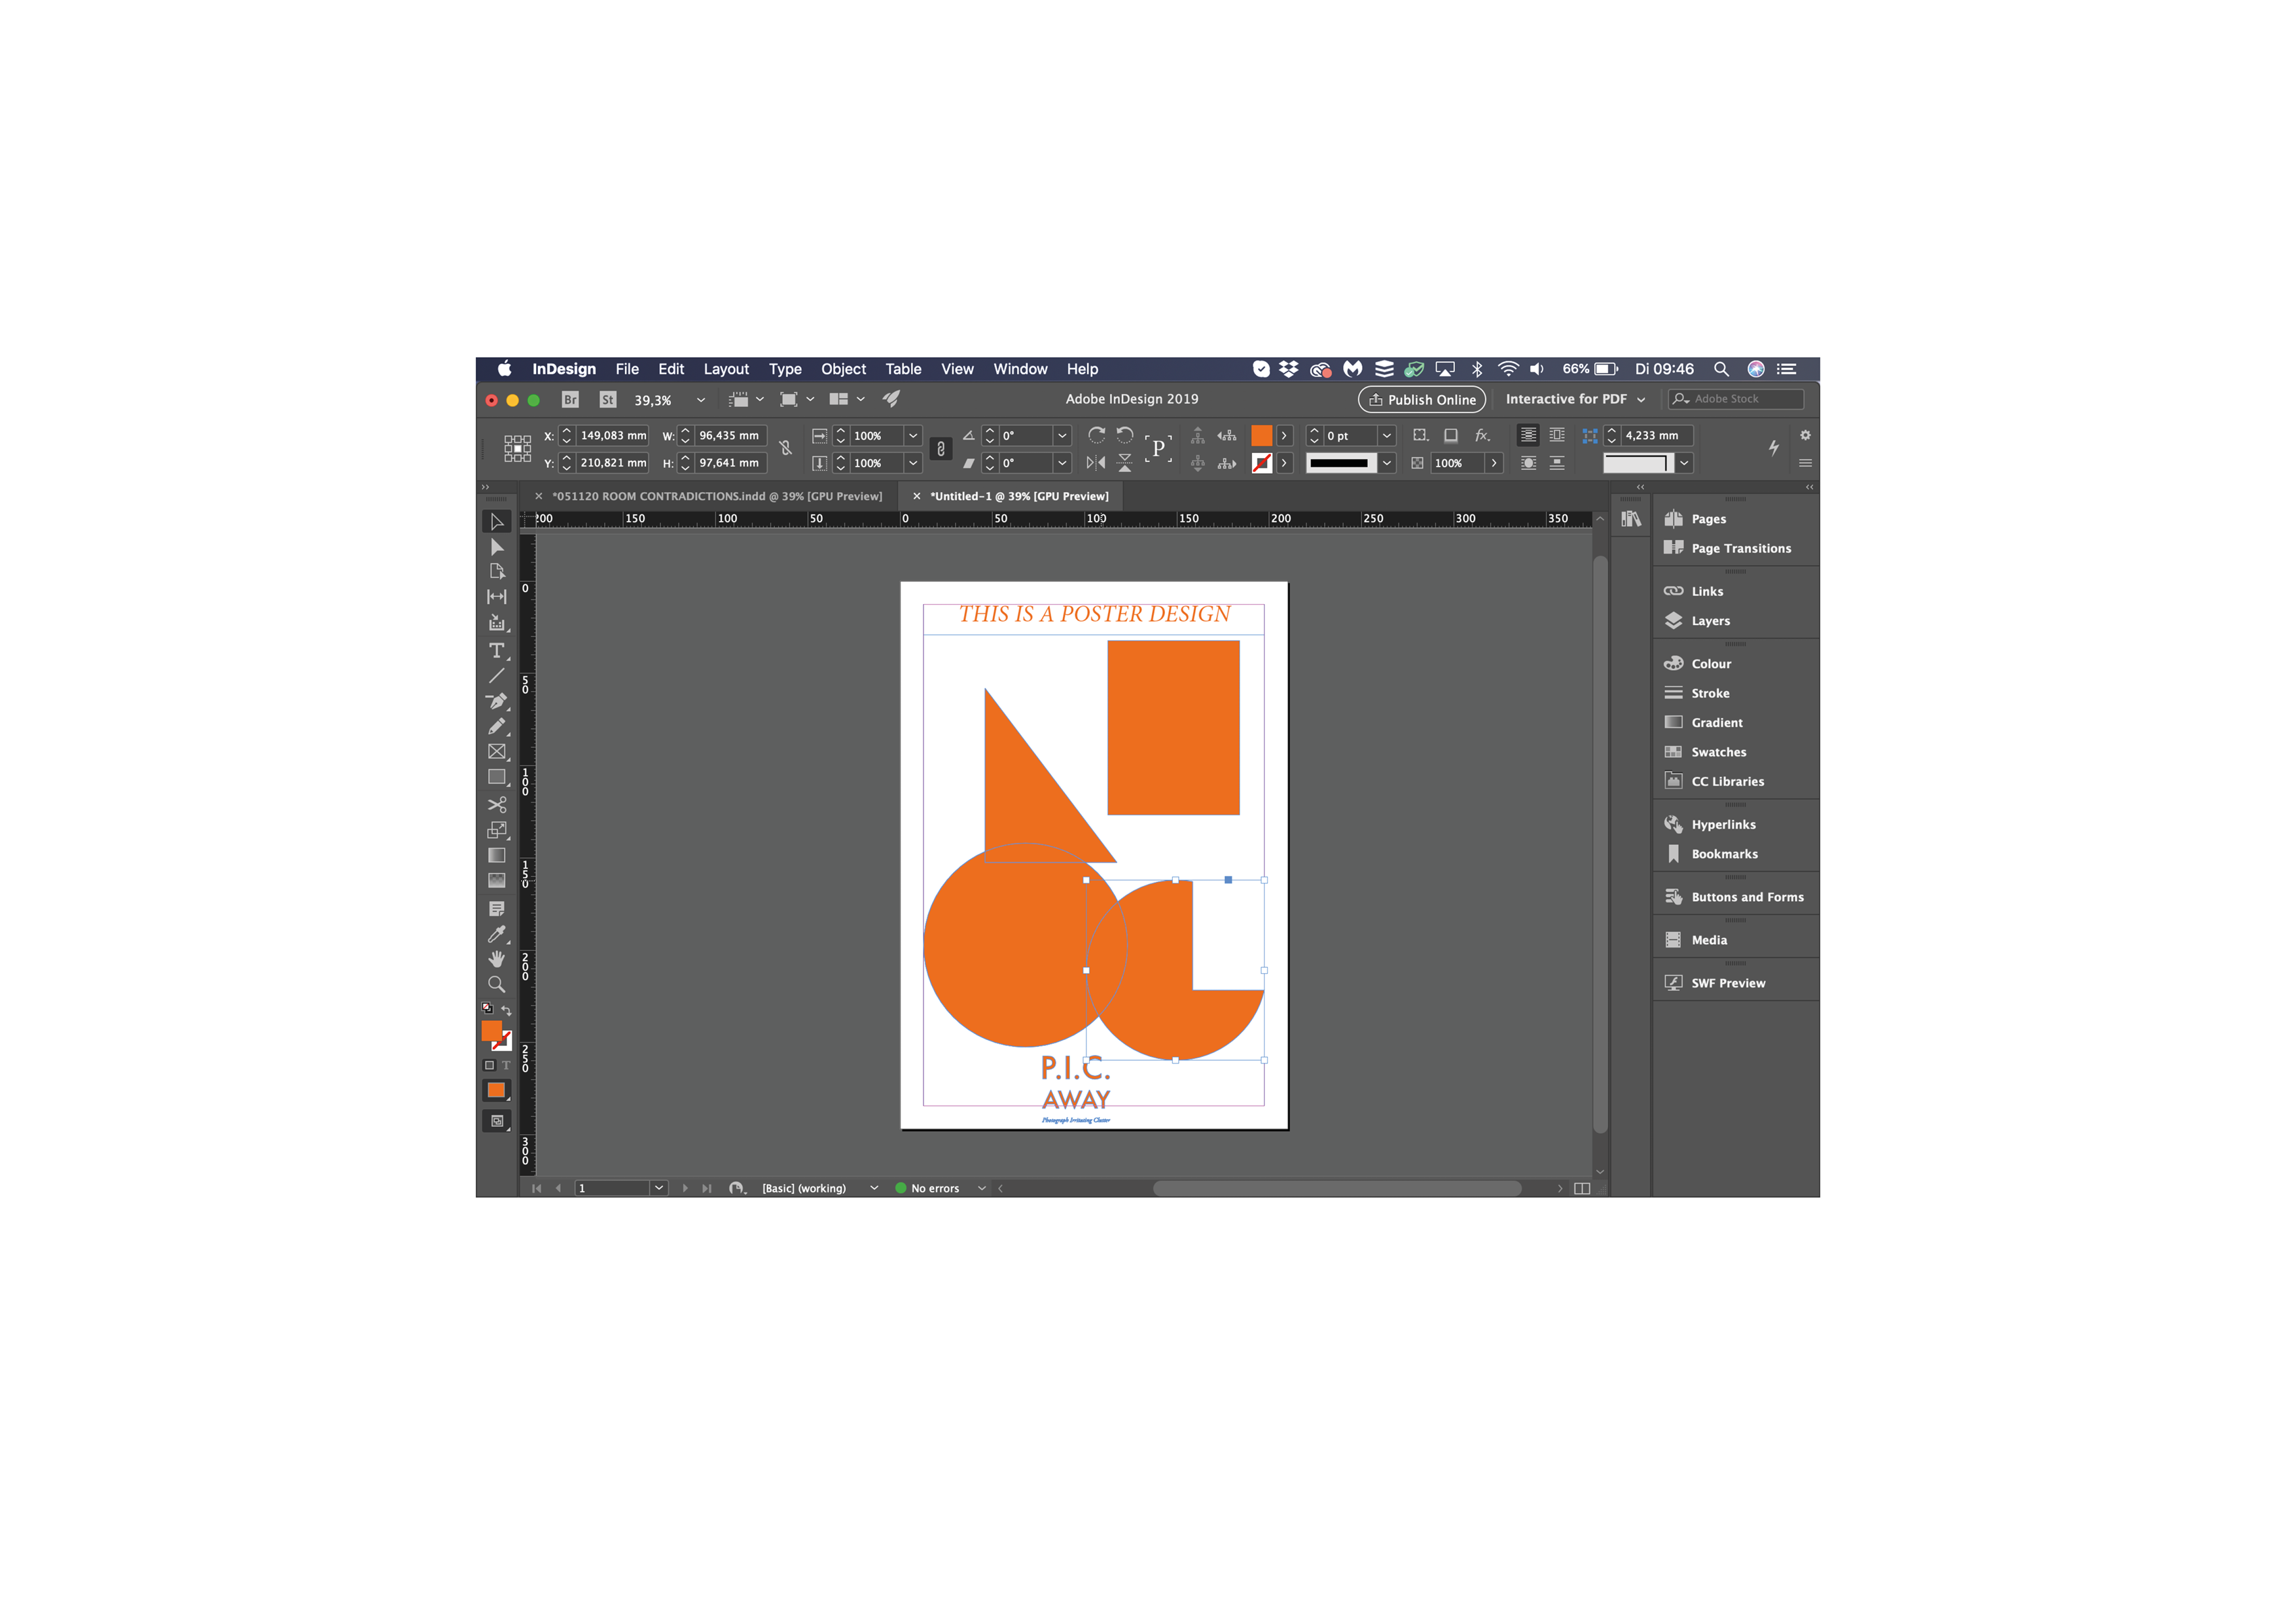 InDesign File Edit Layout Type Object Table View Window Help 66% Di 09:46
Br St 39,3% Adobe InDesign 2019 Publish Online Interactive for PDF Adobe Stock
X: 149,083 mm W: 96,435 mm 100% 0° P 0 pt fx. 4,233 mm
Y: 210,821 mm H: 97,641 mm 100% 0° 100%
*051120 ROOM CONTRADICTIONS.indd @ 39% [GPU Preview] *Untitled-1 @ 39% [GPU Preview]
200 150 100 50 0 50 100 150 200 250 300 350
0
50
100
150
200
250
300
THIS IS A POSTER DESIGN
P.I.C.
AWAY
Photograph Irritating Clutter
Pages
Page Transitions
Links
Layers
Colour
Stroke
Gradient
Swatches
CC Libraries
Hyperlinks
Bookmarks
Buttons and Forms
Media
SWF Preview
1 [Basic] (working) No errors